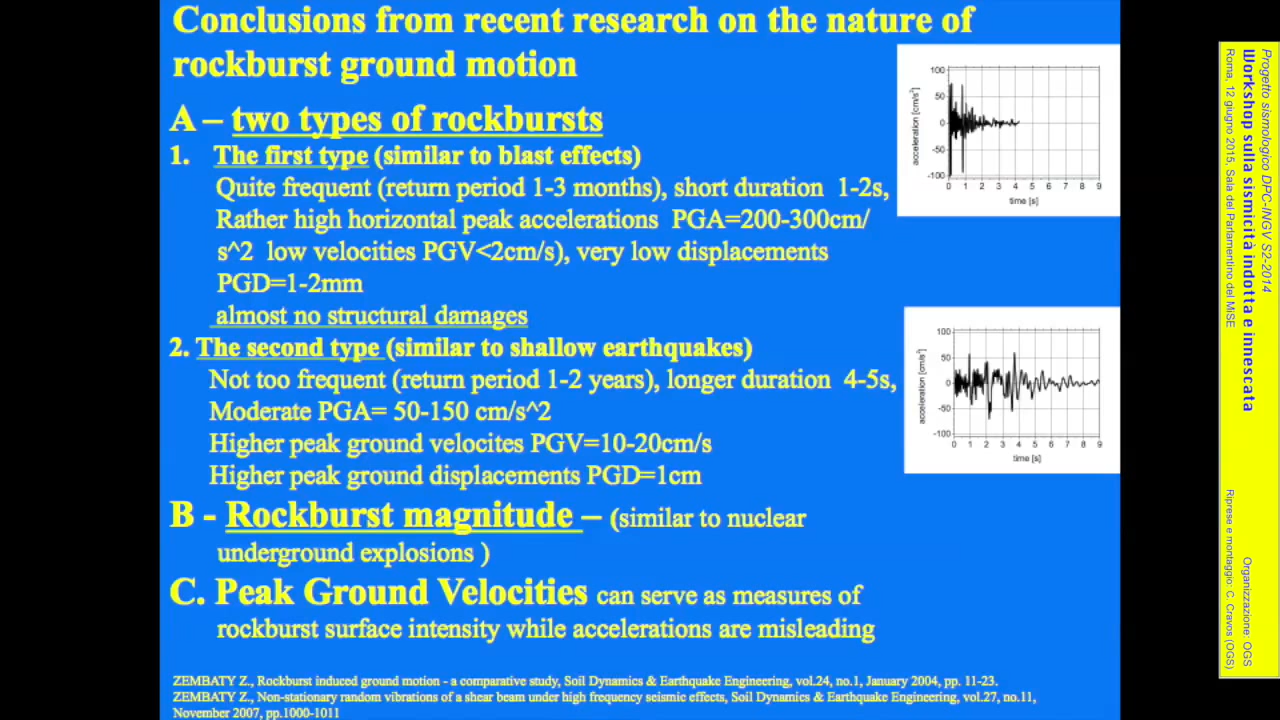 Conclusions from recent research on the nature of
rockburst ground motion
A – two types of rockbursts
1. The first type (similar to blast effects)
Quite frequent (return period 1-3 months), short duration 1-2s,
Rather high horizontal peak accelerations PGA=200-300cm/
s^2 low velocities PGV<2cm/s), very low displacements
PGD=1-2mm
almost no structural damages
2. The second type (similar to shallow earthquakes)
Not too frequent (return period 1-2 years), longer duration 4-5s,
Moderate PGA= 50-150 cm/s^2
Higher peak ground velocites PGV=10-20cm/s
Higher peak ground displacements PGD=1cm
B - Rockburst magnitude – (similar to nuclear
underground explosions )
C. Peak Ground Velocities can serve as measures of
rockburst surface intensity while accelerations are misleading
ZEMBATY Z., Rockburst induced ground motion - a comparative study, Soil Dynamics & Earthquake Engineering, vol.24, no.1, January 2004, pp. 11-23.
ZEMBATY Z., Non-stationary random vibrations of a shear beam under high frequency seismic effects, Soil Dynamics & Earthquake Engineering, vol.27, no.11,
November 2007, pp.1000-1011
acceleration [cm/s²]
100
50
0
-50
-100
0 1 2 3 4 5 6 7 8 9
time [s]
acceleration [cm/s²]
100
50
0
-50
-100
0 1 2 3 4 5 6 7 8 9
time [s]
Progetto sismologico DPC-INGV S2-2014
Workshop sulla sismicità indotta e innescata
Roma, 12 giugno 2015, Sala del Parlamentino del MISE
Organizzazione: OGS
Riprese e montaggio: C. Cravos (OGS)